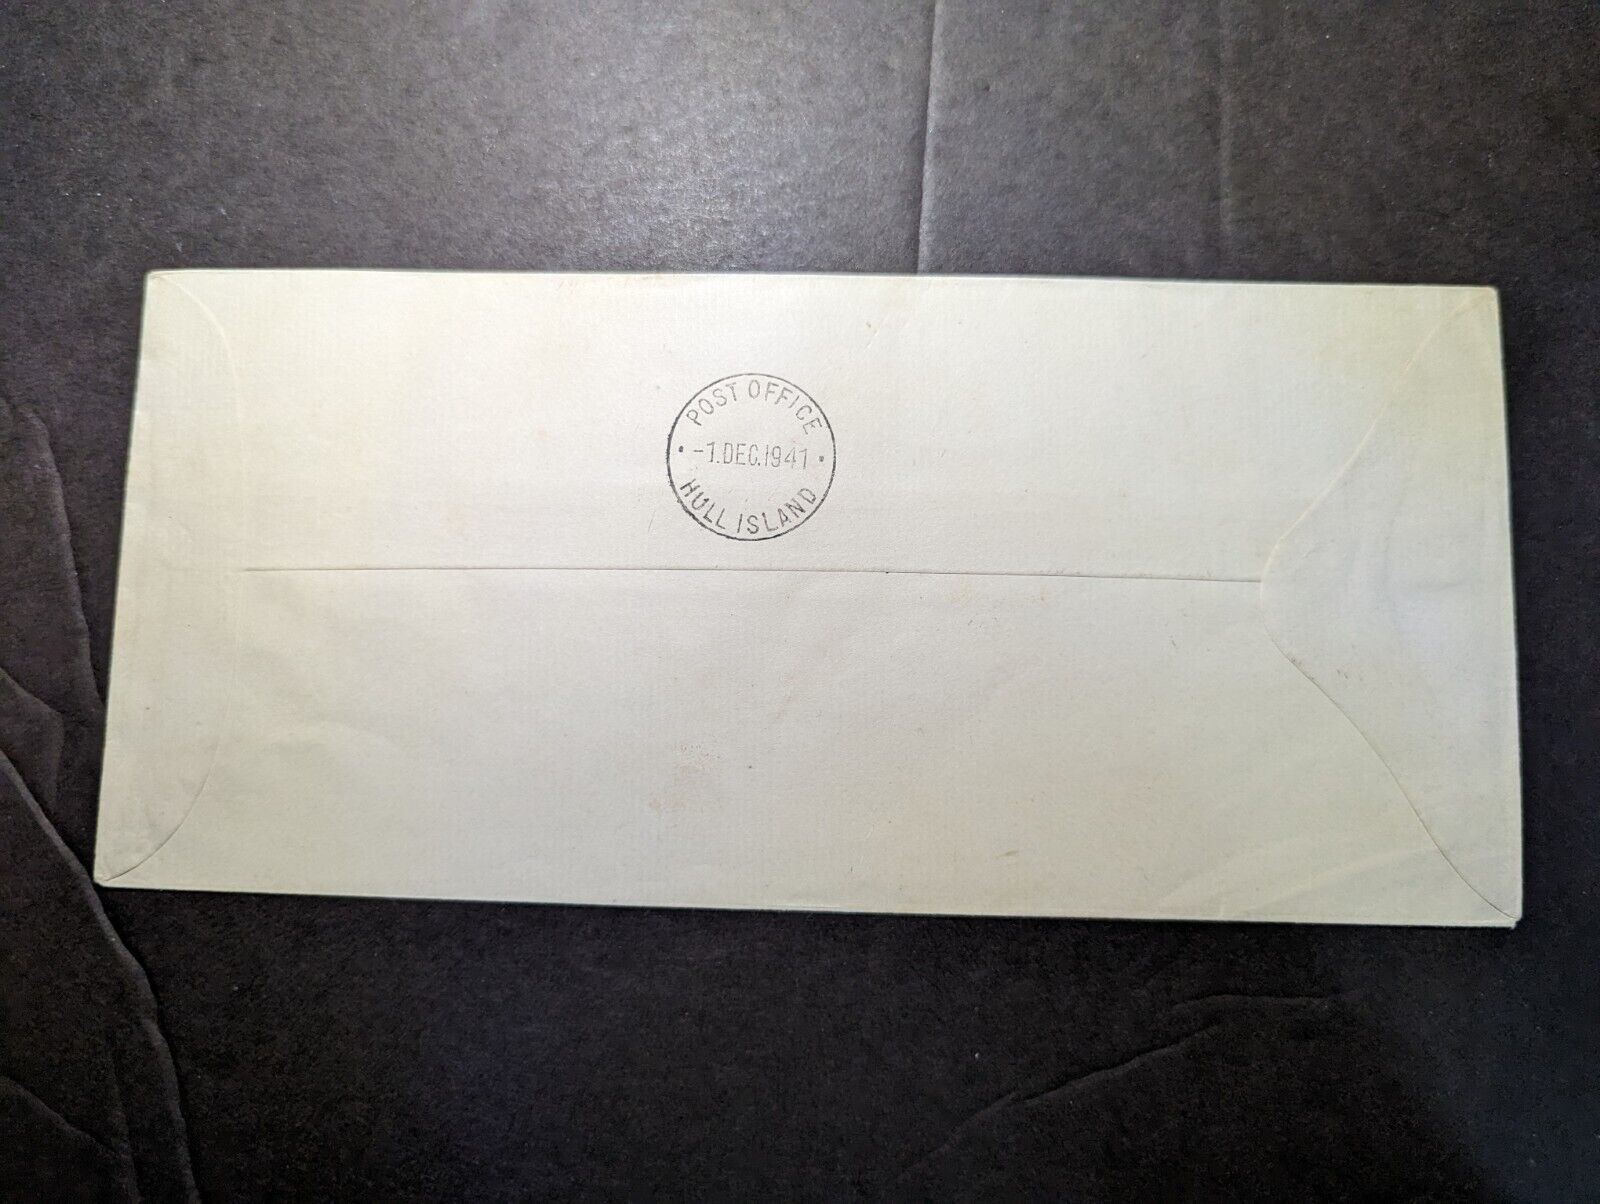 POST OFFICE
-1.DEC.1941
HULL ISLAND